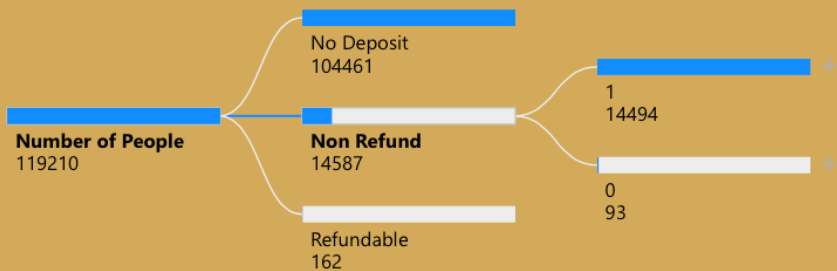 Number of People
119210
No Deposit
104461
Non Refund
14587
Refundable
162
1
14494
0
93